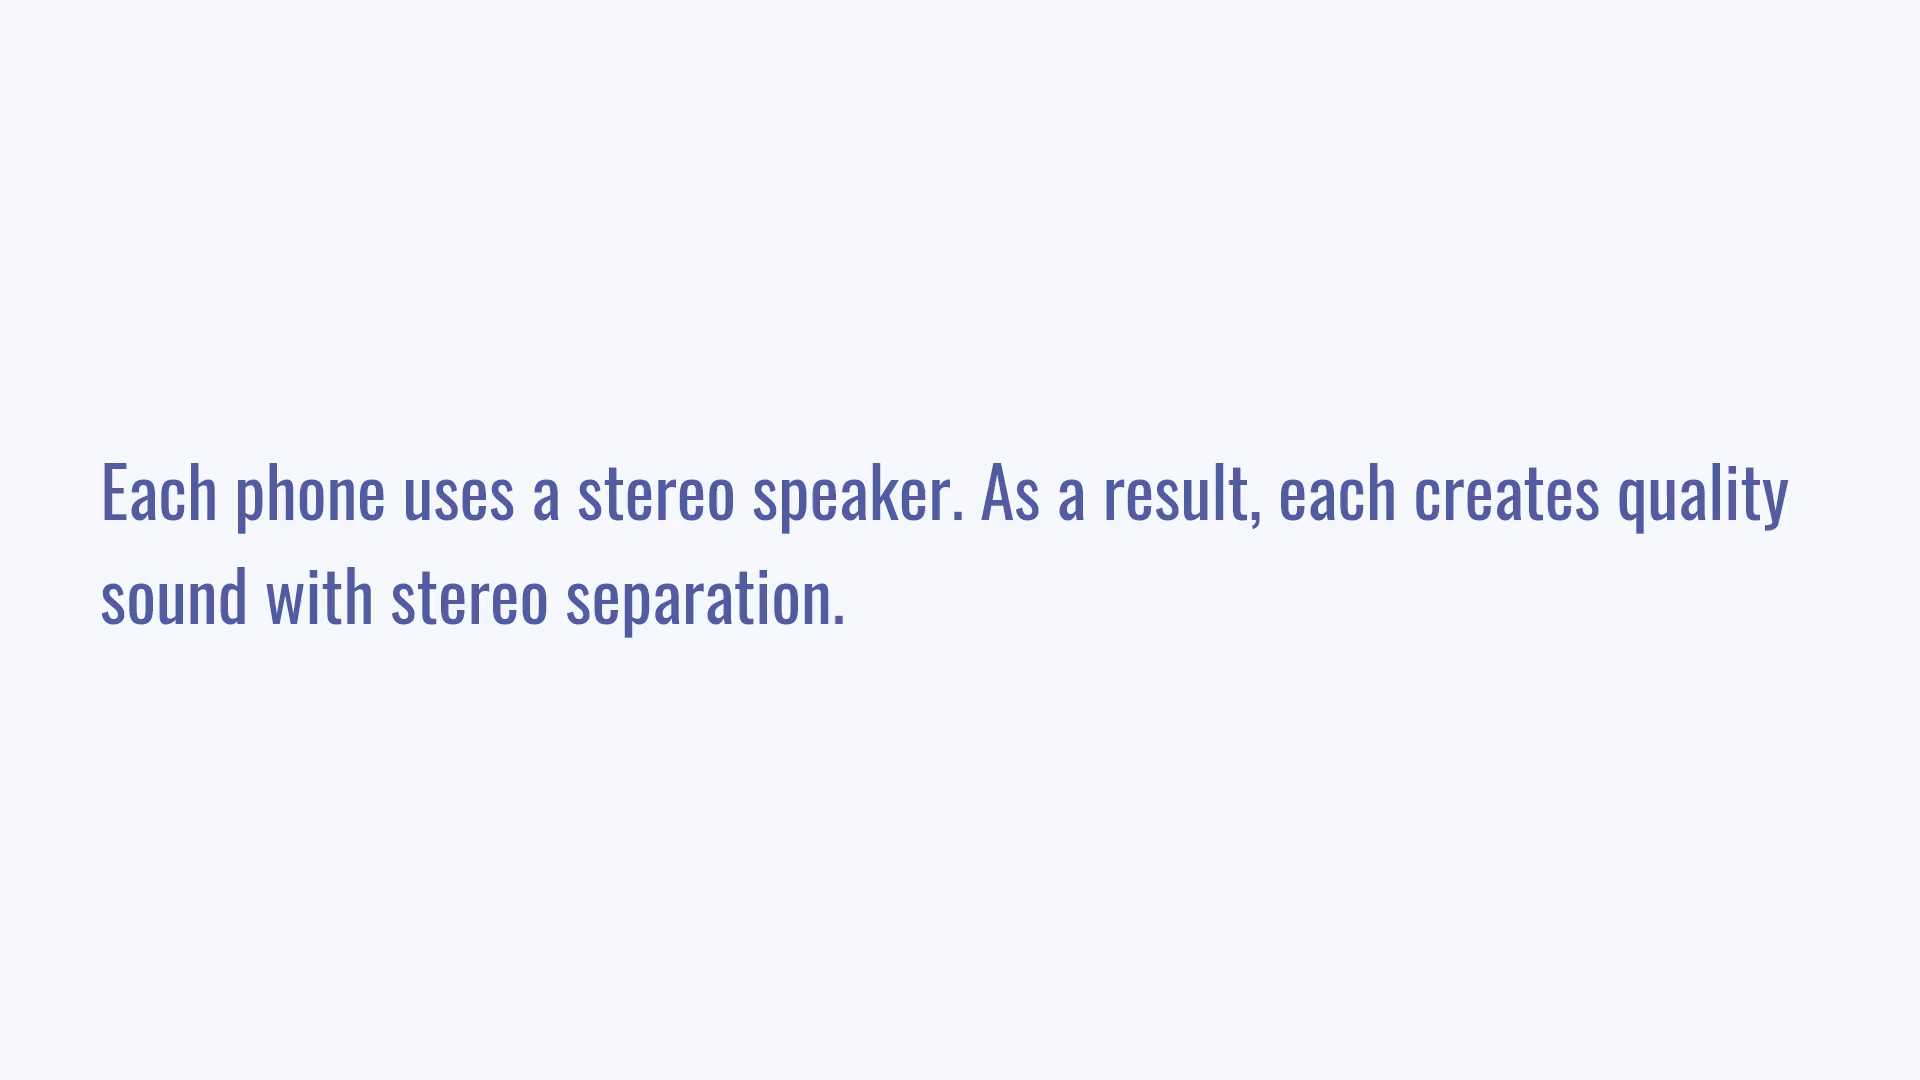 Each phone uses a stereo speaker. As a result, each creates quality
sound with stereo separation.